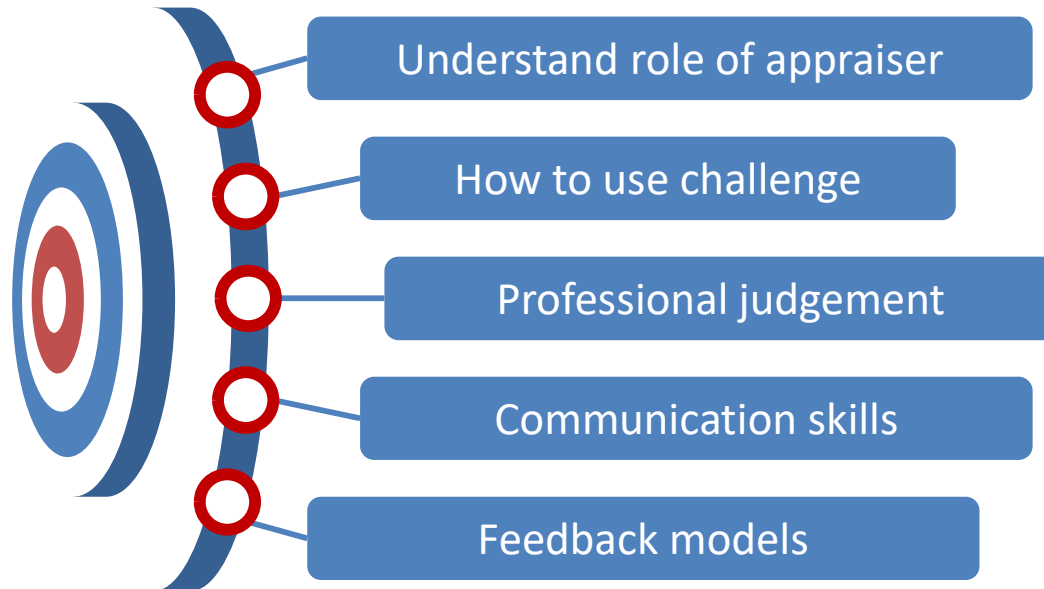 Understand role of appraiser
How to use challenge
Professional judgement
Communication skills
Feedback models